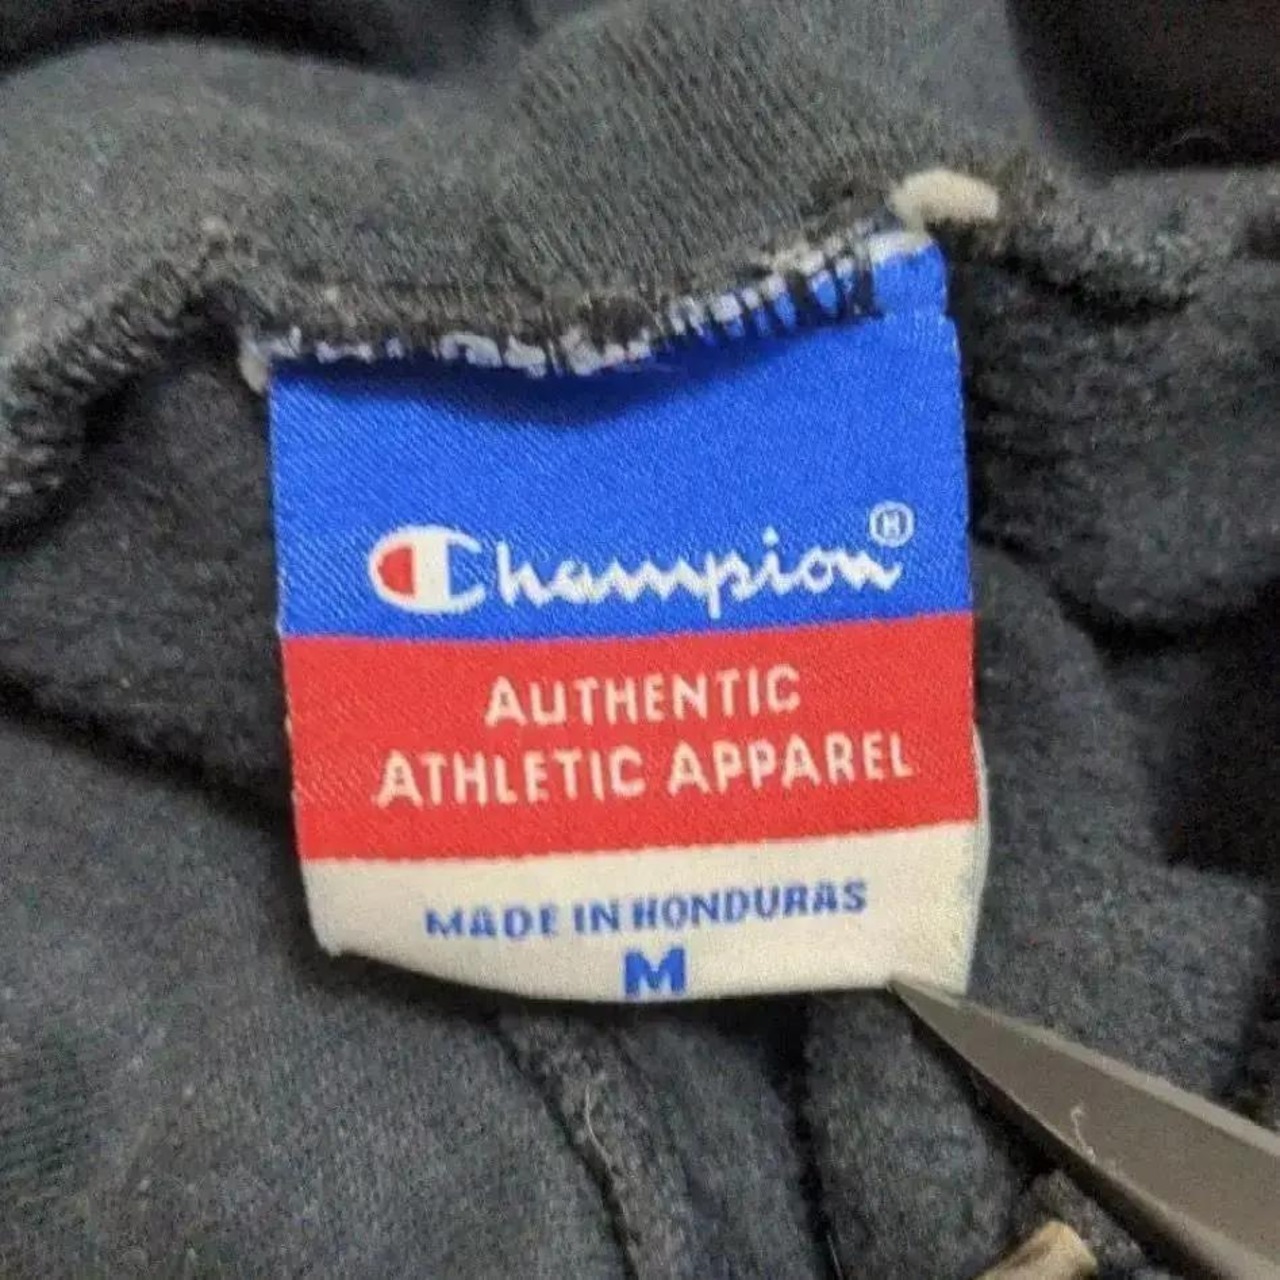 Champion®
AUTHENTIC
ATHLETIC APPAREL
MADE IN HONDURAS
M